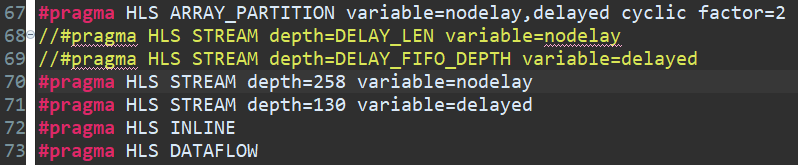 67 #pragma HLS ARRAY_PARTITION variable=nodelay,delayed cyclic factor=2
68 //#pragma HLS STREAM depth=DELAY_LEN variable=nodelay
69 //#pragma HLS STREAM depth=DELAY_FIFO_DEPTH variable=delayed
70 #pragma HLS STREAM depth=258 variable=nodelay
71 #pragma HLS STREAM depth=130 variable=delayed
72 #pragma HLS INLINE
73 #pragma HLS DATAFLOW